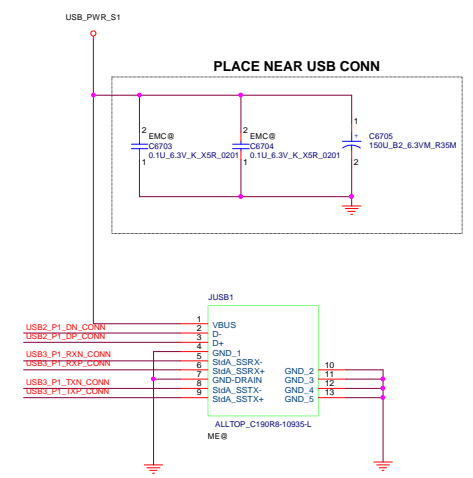 USB_PWR_S1
PLACE NEAR USB CONN
2 EMC@
C6703
0.1U_6.3V_K_X5R_0201
1
2 EMC@
C6704
0.1U_6.3V_K_X5R_0201
1
1
+ C6705
150U_B2_6.3VM_R35M
2
JUSB1
1 VBUS
USB2_P1_DN_CONN 2 D-
USB2_P1_DP_CONN 3 D+
4 GND_1
USB3_P1_RXN_CONN 5 StdA_SSRX-
USB3_P1_RXP_CONN 6 StdA_SSRX+ GND_2 10
7 GND-DRAIN GND_3 11
USB3_P1_TXN_CONN 8 StdA_SSTX- GND_4 12
USB3_P1_TXP_CONN 9 StdA_SSTX+ GND_5 13
ALLTOP_C190R8-10935-L
ME@